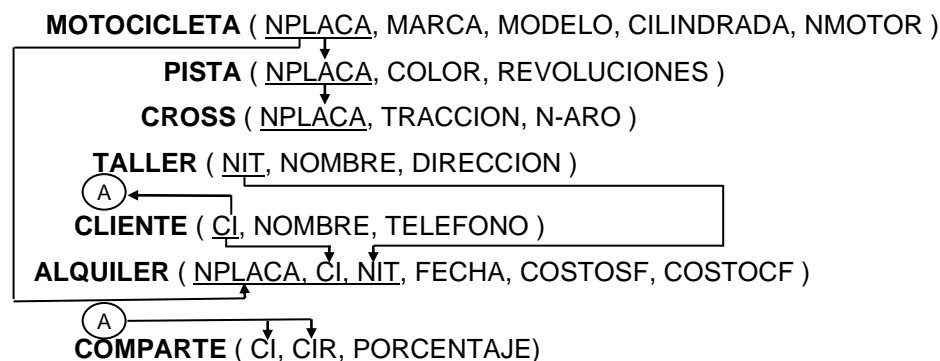 MOTOCICLETA ( NPLACA, MARCA, MODELO, CILINDRADA, NMOTOR )
PISTA ( NPLACA, COLOR, REVOLUCIONES )
CROSS ( NPLACA, TRACCION, N-ARO )
TALLER ( NIT, NOMBRE, DIRECCION )
A
CLIENTE ( CI, NOMBRE, TELEFONO )
ALQUILER ( NPLACA, CI, NIT, FECHA, COSTOSF, COSTOCF )
A
COMPARTE ( CI, CIR, PORCENTAJE)